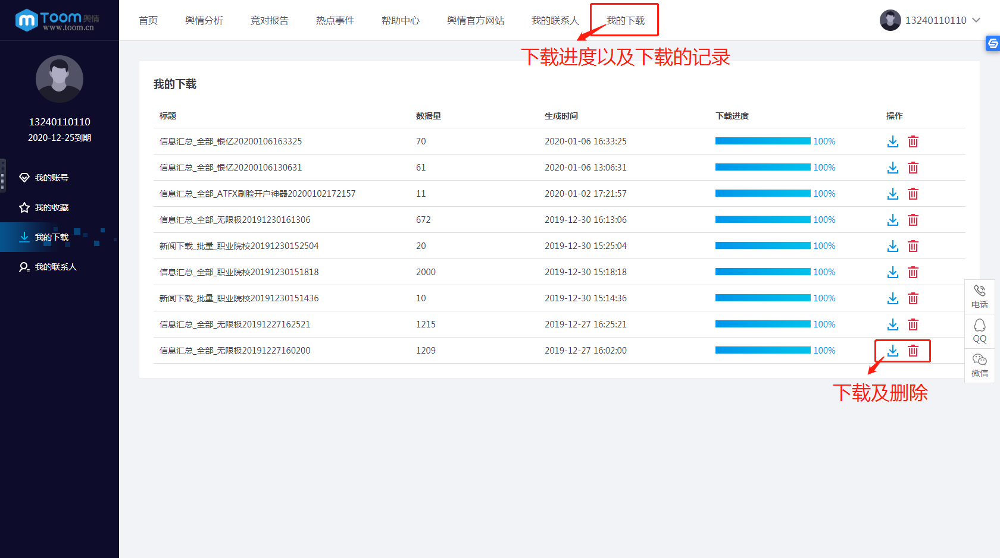 Toom舆情
www.toom.cn
首页 舆情分析 竞对报告 热点事件 帮助中心 舆情官方网站 我的联系人 我的下载
13240110110
下载进度以及下载的记录
13240110110
2020-12-25到期
我的账号
我的收藏
我的下载
我的联系人
我的下载
标题 数据量 生成时间 下载进度 操作
信息汇总_全部_银亿20200106163325 70 2020-01-06 16:33:25 100%
信息汇总_全部_银亿20200106130631 61 2020-01-06 13:06:31 100%
信息汇总_全部_ATFX刷脸开户神器20200102172157 11 2020-01-02 17:21:57 100%
信息汇总_全部_无限极20191230161306 672 2019-12-30 16:13:06 100%
新闻下载_批量_职业院校20191230152504 20 2019-12-30 15:25:04 100%
信息汇总_全部_职业院校20191230151818 2000 2019-12-30 15:18:18 100%
新闻下载_批量_职业院校20191230151436 10 2019-12-30 15:14:36 100%
信息汇总_全部_无限极20191227162521 1215 2019-12-27 16:25:21 100%
信息汇总_全部_无限极20191227160200 1209 2019-12-27 16:02:00 100%
下载及删除
电话
QQ
微信